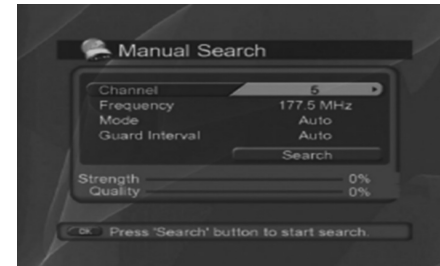 Manual Search
Channel 5
Frequency 177.5 MHz
Mode Auto
Guard Interval Auto
Search
Strength 0%
Quality 0%
OK Press 'Search' button to start search.